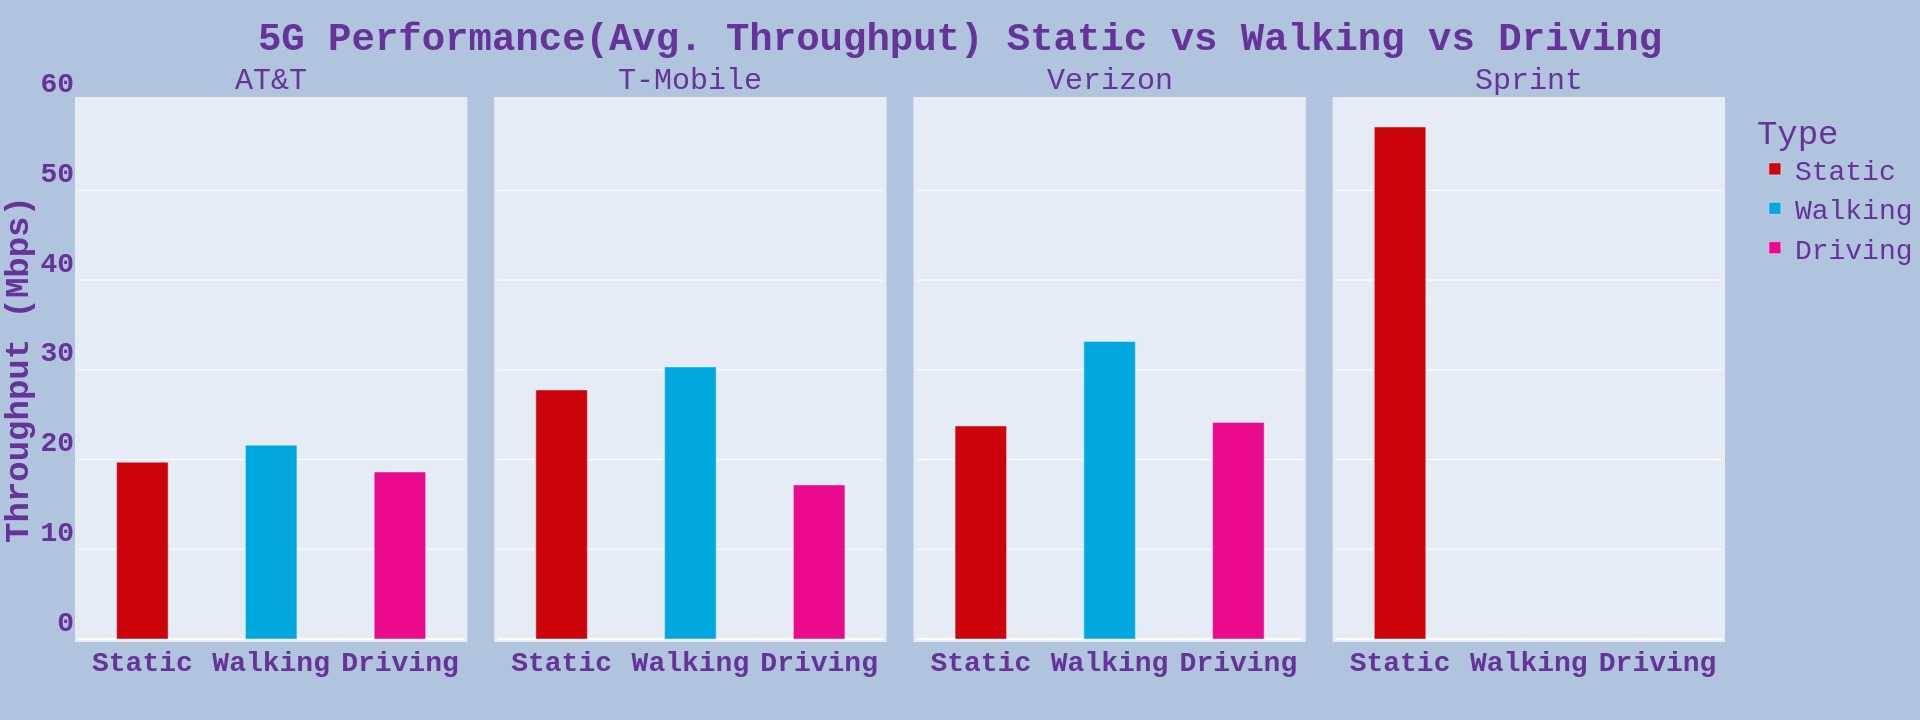 5G Performance(Avg. Throughput) Static vs Walking vs Driving
AT&T
T-Mobile
Verizon
Sprint
Throughput (Mbps)
60
50
40
30
20
10
0
Static Walking Driving
Static Walking Driving
Static Walking Driving
Static Walking Driving
Type
Static
Walking
Driving